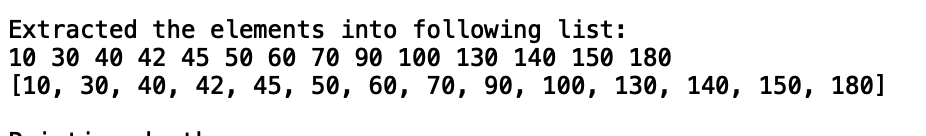 Extracted the elements into following list:
10 30 40 42 45 50 60 70 90 100 130 140 150 180
[10, 30, 40, 42, 45, 50, 60, 70, 90, 100, 130, 140, 150, 180]